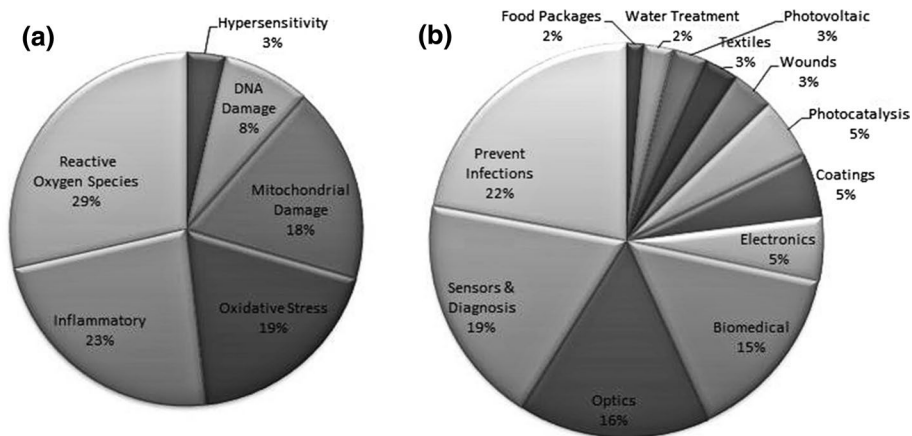 (a)
Hypersensitivity
3%
DNA
Damage
8%
Mitochondrial
Damage
18%
Oxidative Stress
19%
Inflammatory
23%
Reactive
Oxygen Species
29%
(b)
Food Packages
2%
Water Treatment
2%
Photovoltaic
3%
Textiles
3%
Wounds
3%
Photocatalysis
5%
Coatings
5%
Electronics
5%
Biomedical
15%
Optics
16%
Sensors &
Diagnosis
19%
Prevent
Infections
22%